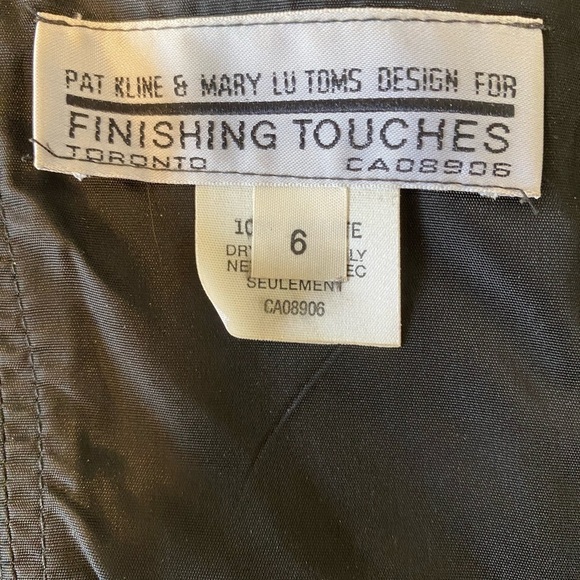 PAT KLINE & MARY LU TOMS DESIGN FOR
FINISHING TOUCHES
TORONTO CA08906
6
SEULEMENT
CA08906